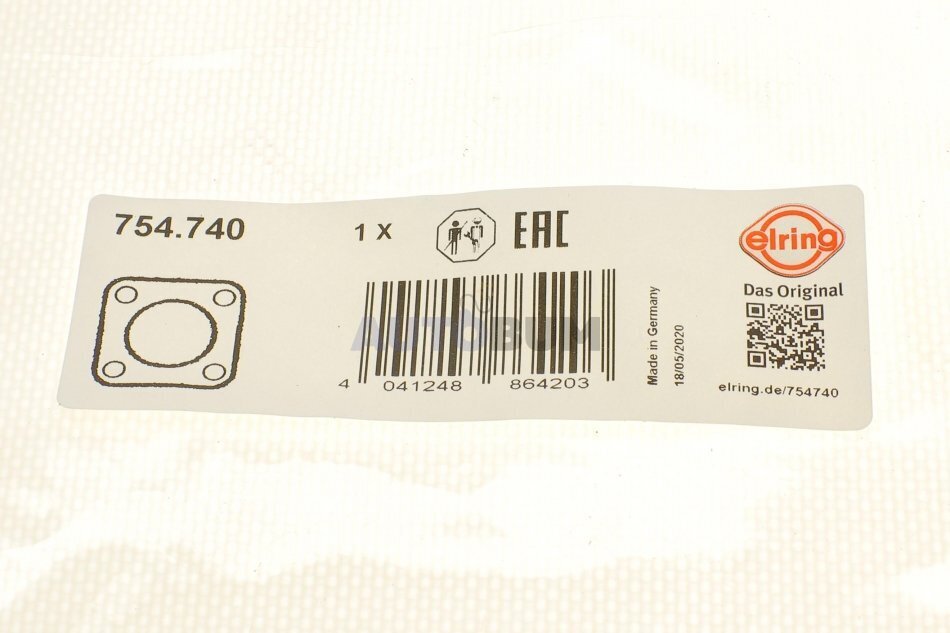 754.740
1 X
EAC
elring
Das Original
elring.de/754740
4 041248 864203
Made in Germany
18/05/2020
AUTOBUM